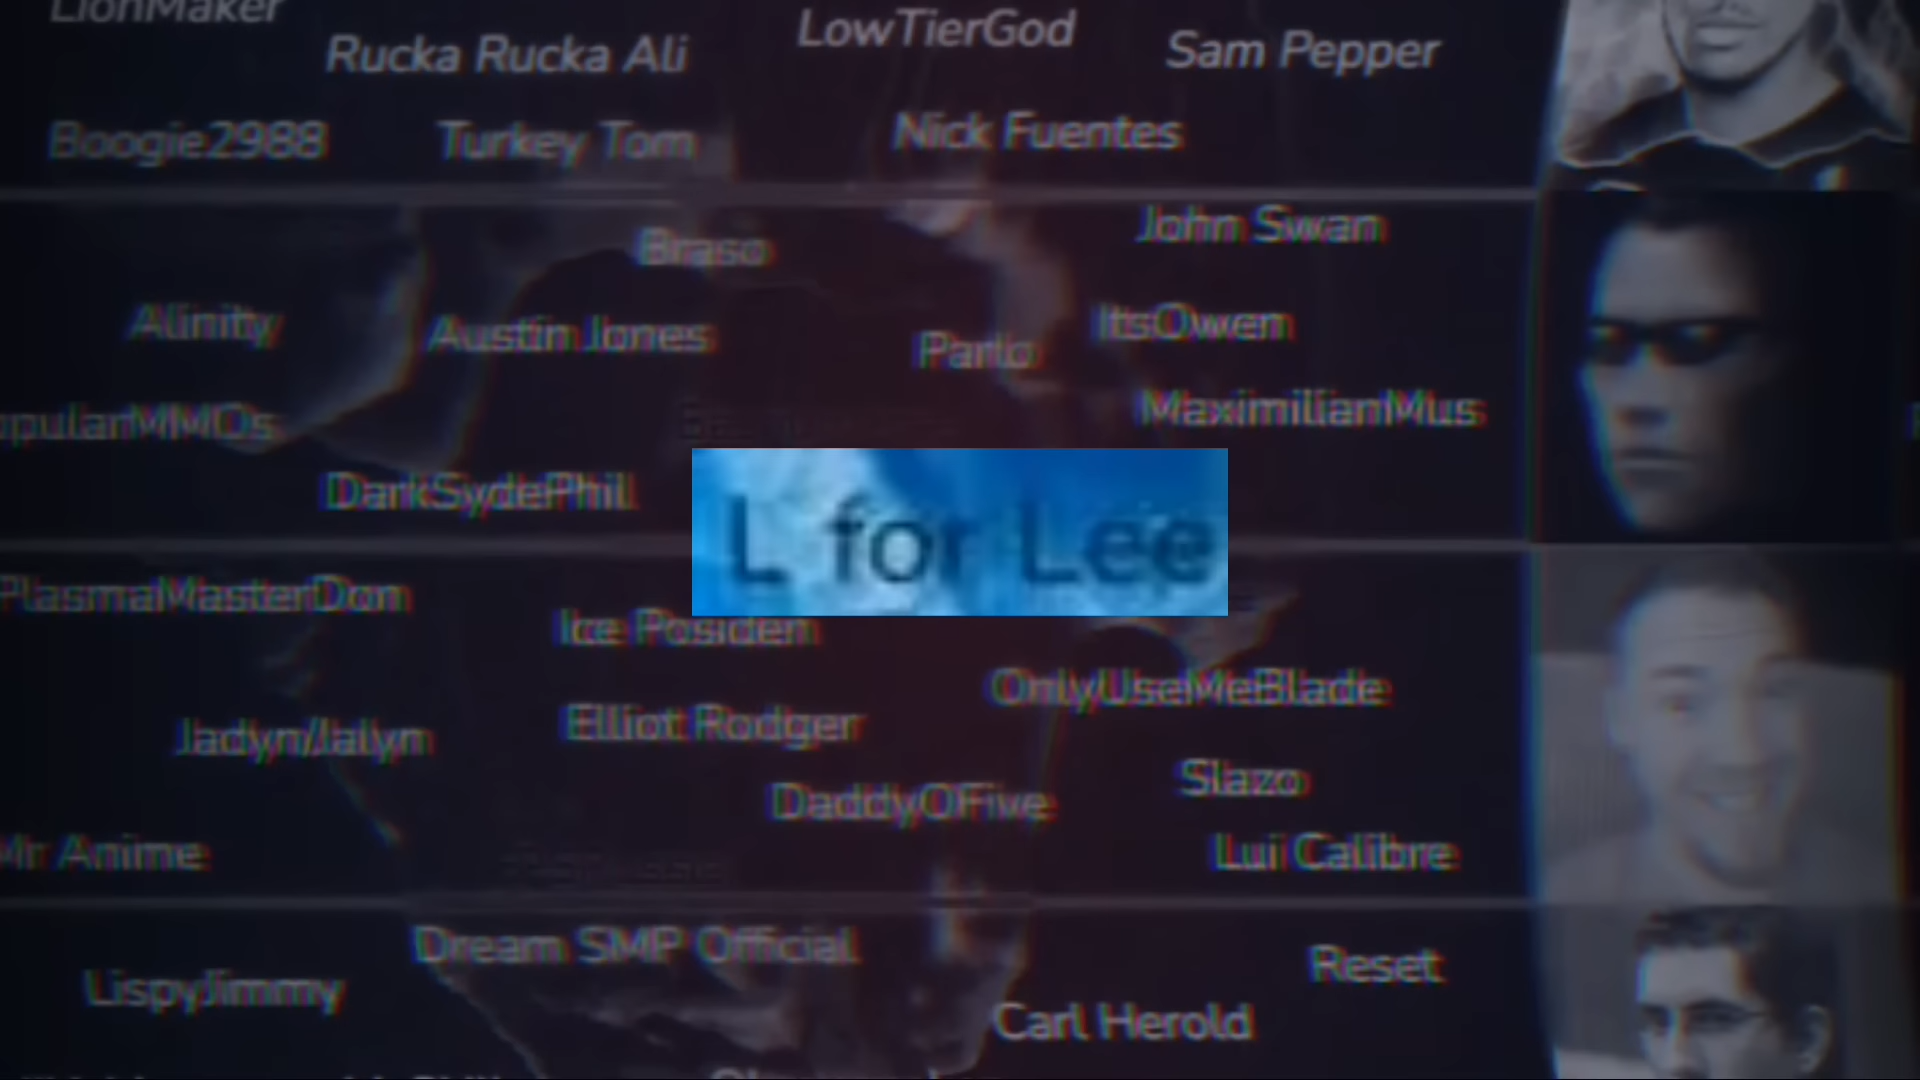 LionMaker
Rucka Rucka Ali
LowTierGod
Sam Pepper
Boogie2988
Turkey Tom
Nick Fuentes
John Swan
Braso
Alinity
Austin Jones
Parlo
ItsOwen
opularMMOs
MaximilianMus
DarkSydePhil
L for Lee
PlasmaMasterDon
Ice Posiden
OnlyUseMeBlade
Jadyn/Jalyn
Elliot Rodger
Slazo
DaddyOFive
Mr Anime
Lui Calibre
Dream SMP Official
Reset
LispyJimmy
Carl Herold